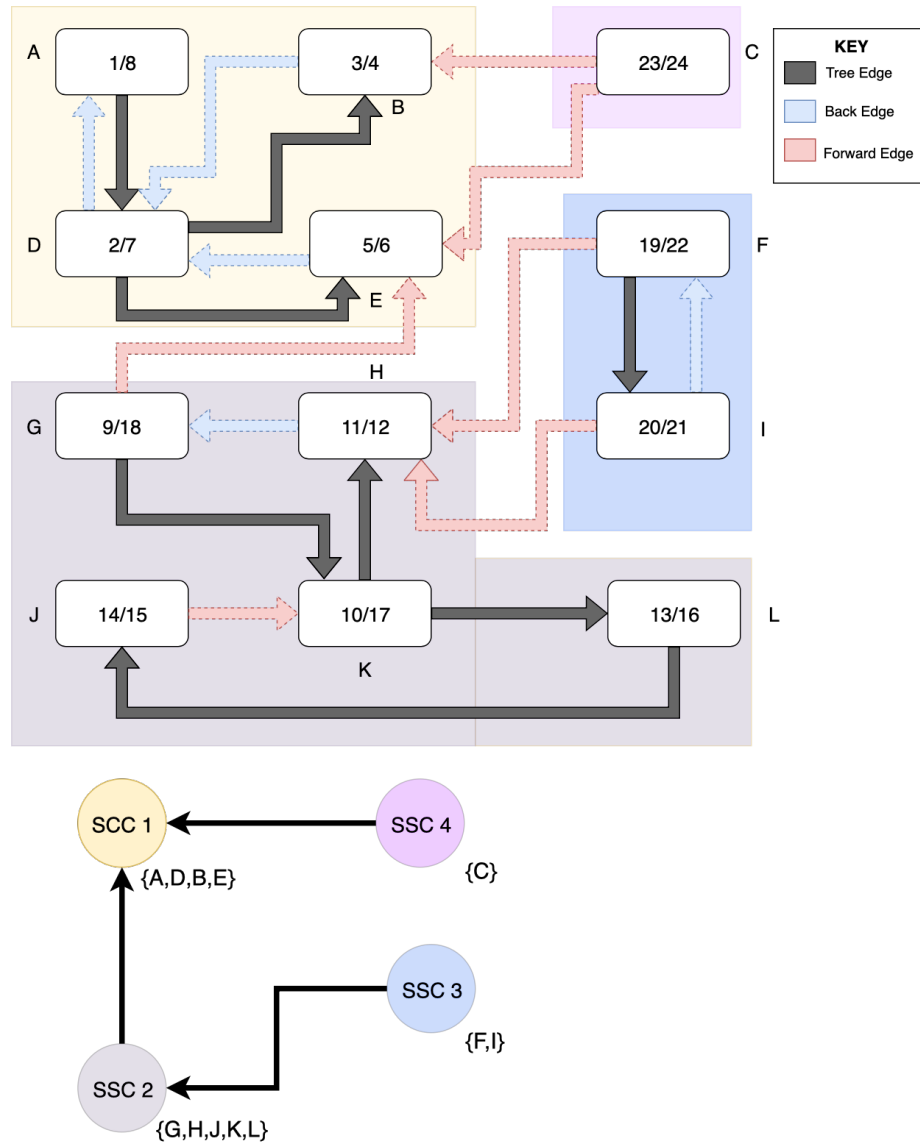 A
1/8
3/4
B
23/24
C
KEY
Tree Edge
Back Edge
Forward Edge
D
2/7
5/6
E
19/22
F
H
G
9/18
11/12
20/21
I
J
14/15
10/17
K
13/16
L
SCC 1
{A,D,B,E}
SSC 4
{C}
SSC 3
{F,I}
SSC 2
{G,H,J,K,L}